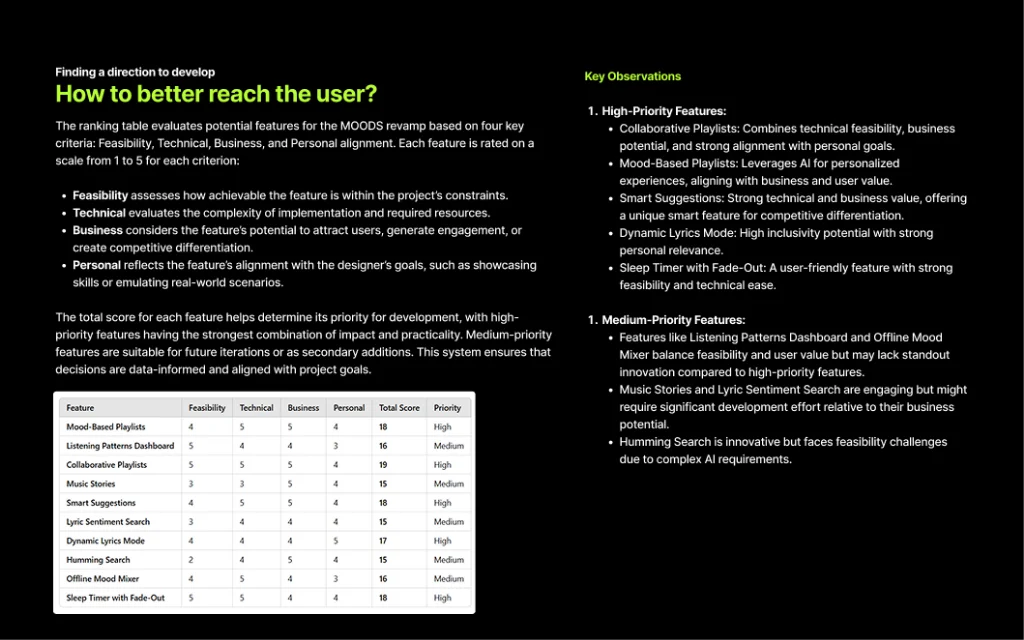 Finding a direction to develop
How to better reach the user?
The ranking table evaluates potential features for the MOODS revamp based on four key
criteria: Feasibility, Technical, Business, and Personal alignment. Each feature is rated on a
scale from 1 to 5 for each criterion:
• Feasibility assesses how achievable the feature is within the project's constraints.
• Technical evaluates the complexity of implementation and required resources.
• Business considers the feature's potential to attract users, generate engagement, or
create competitive differentiation.
• Personal reflects the feature's alignment with the designer's goals, such as showcasing
skills or emulating real-world scenarios.
The total score for each feature helps determine its priority for development, with high-
priority features having the strongest combination of impact and practicality. Medium-priority
features are suitable for future iterations or as secondary additions. This system ensures that
decisions are data-informed and aligned with project goals.
Feature Feasibility Technical Business Personal Total Score Priority
Mood-Based Playlists 4 5 5 4 18 High
Listening Patterns Dashboard 5 4 4 3 16 Medium
Collaborative Playlists 5 5 5 4 19 High
Music Stories 3 3 5 4 15 Medium
Smart Suggestions 4 5 5 4 18 High
Lyric Sentiment Search 3 4 4 4 15 Medium
Dynamic Lyrics Mode 4 4 4 5 17 High
Humming Search 2 4 5 4 15 Medium
Offline Mood Mixer 4 5 4 3 16 Medium
Sleep Timer with Fade-Out 5 5 4 4 18 High
Key Observations
1. High-Priority Features:
• Collaborative Playlists: Combines technical feasibility, business
potential, and strong alignment with personal goals.
• Mood-Based Playlists: Leverages AI for personalized
experiences, aligning with business and user value.
• Smart Suggestions: Strong technical and business value, offering
a unique smart feature for competitive differentiation.
• Dynamic Lyrics Mode: High inclusivity potential with strong
personal relevance.
• Sleep Timer with Fade-Out: A user-friendly feature with strong
feasibility and technical ease.
1. Medium-Priority Features:
• Features like Listening Patterns Dashboard and Offline Mood
Mixer balance feasibility and user value but may lack standout
innovation compared to high-priority features.
• Music Stories and Lyric Sentiment Search are engaging but might
require significant development effort relative to their business
potential.
• Humming Search is innovative but faces feasibility challenges
due to complex AI requirements.